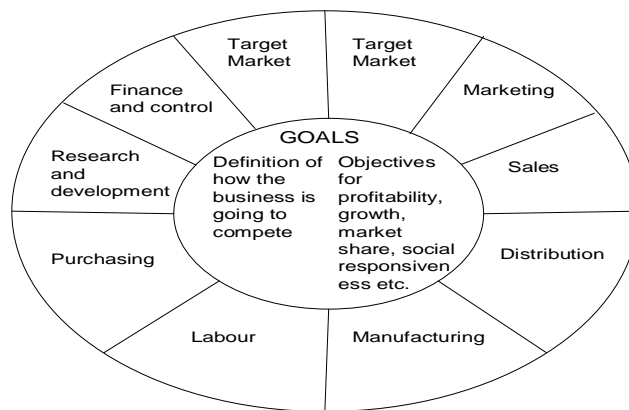 Target
Market
Target
Market
Marketing
Sales
Distribution
Manufacturing
Labour
Purchasing
Research
and
development
Finance
and control
GOALS
Definition of
how the
business is
going to
compete
Objectives
for
profitability,
growth,
market
share, social
responsiven
ess etc.